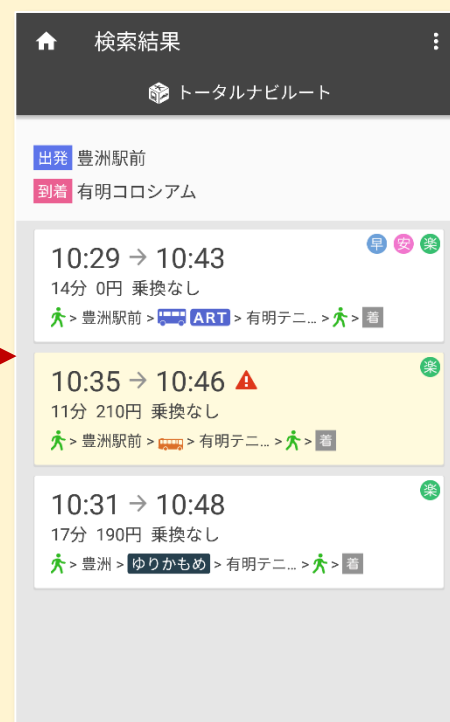 検索結果
トータルナビルート
出発 豊洲駅前
到着 有明コロシアム
10:29 → 10:43 早 安 楽
14分 0円 乗換なし
> 豊洲駅前 > ART > 有明テニ... > > 着
10:35 → 10:46 楽
11分 210円 乗換なし
> 豊洲駅前 > > 有明テニ... > > 着
10:31 → 10:48 楽
17分 190円 乗換なし
> 豊洲 > ゆりかもめ > 有明テニ... > > 着